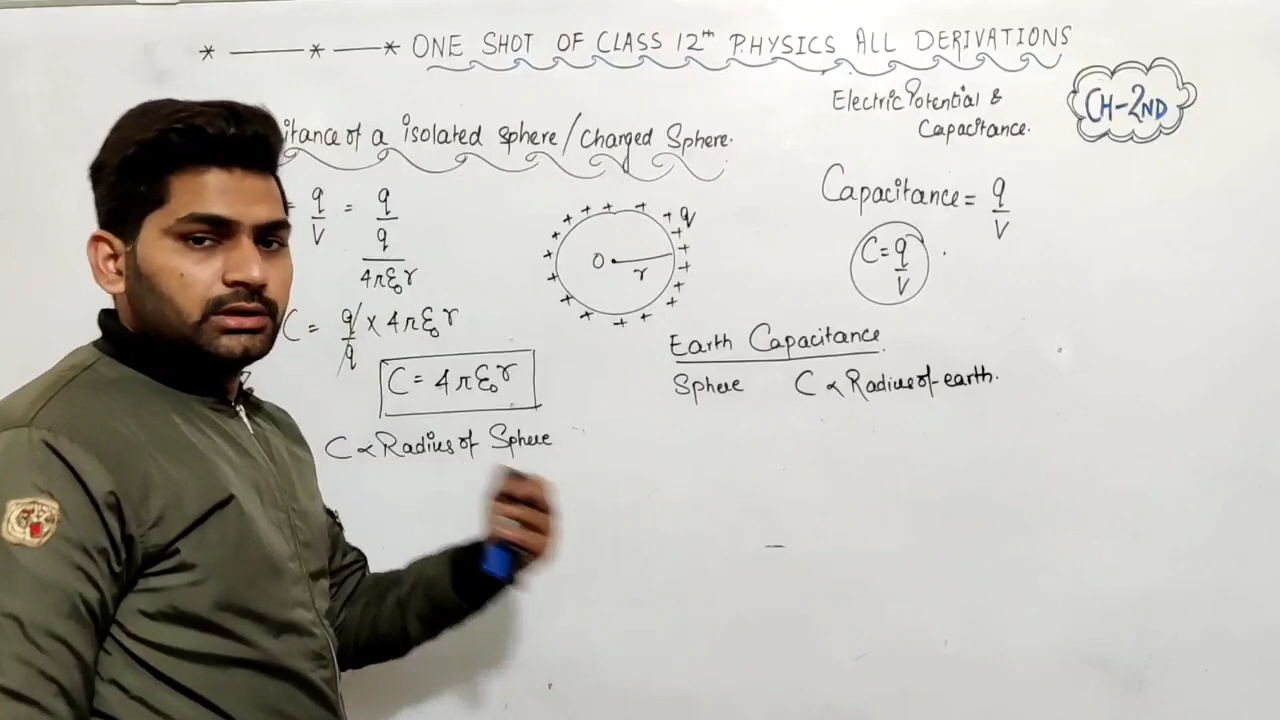 * ——— * —— * ONE SHOT OF CLASS 12th PHYSICS ALL DERIVATIONS
Electric Potential &
Capacitance.
CH-2ND
itance of a isolated sphere/Charged Sphere.
= q/V = q/(q/4πε₀r)
+ + + + + q
O r
Capacitance = q/V
C = q/V
C = q/q × 4πε₀r
C = 4πε₀r
C ∝ Radius of Sphere
Earth Capacitance
Sphere C ∝ Radius of earth.